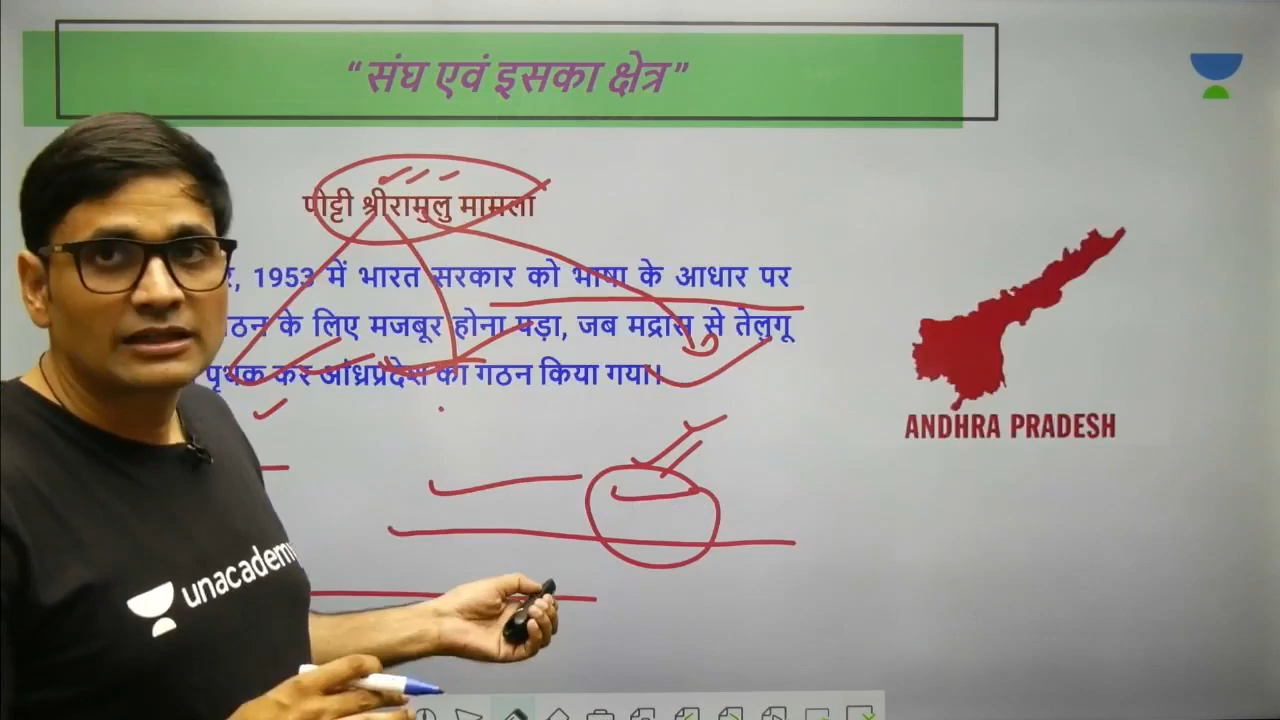 “संघ एवं इसका क्षेत्र”
पोट्टी श्रीरामुलु मामला
1953 में भारत सरकार को भाषा के आधार पर
के लिए मजबूर होना पड़ा, जब मद्रास से तेलुगू
पृथक कर आंध्रप्रदेश का गठन किया गया।
ANDHRA PRADESH
unacademy